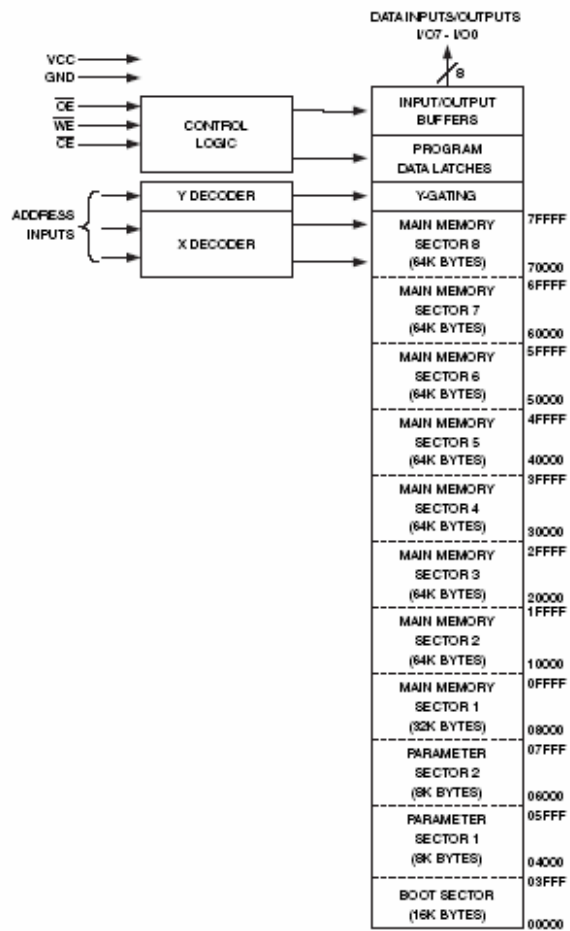 DATA INPUTS/OUTPUTS
I/O7 - I/O0
8
VCC
GND
OE
WE
CE
CONTROL
LOGIC
INPUT/OUTPUT
BUFFERS
PROGRAM
DATA LATCHES
ADDRESS
INPUTS
Y DECODER
Y-GATING
X DECODER
MAIN MEMORY
SECTOR 8
(64K BYTES)
7FFFF
70000
MAIN MEMORY
SECTOR 7
(64K BYTES)
6FFFF
60000
MAIN MEMORY
SECTOR 6
(64K BYTES)
5FFFF
50000
MAIN MEMORY
SECTOR 5
(64K BYTES)
4FFFF
40000
MAIN MEMORY
SECTOR 4
(64K BYTES)
3FFFF
30000
MAIN MEMORY
SECTOR 3
(64K BYTES)
2FFFF
20000
MAIN MEMORY
SECTOR 2
(64K BYTES)
1FFFF
10000
MAIN MEMORY
SECTOR 1
(32K BYTES)
0FFFF
08000
PARAMETER
SECTOR 2
(8K BYTES)
07FFF
06000
PARAMETER
SECTOR 1
(8K BYTES)
05FFF
04000
BOOT SECTOR
(16K BYTES)
03FFF
00000